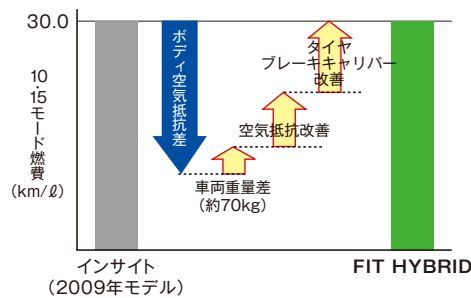 30.0
10・15モード燃費
(km/ℓ)
ボディ空気抵抗差
タイヤ
ブレーキキャリパー
改善
空気抵抗改善
車両重量差
(約70kg)
インサイト
(2009年モデル)
FIT HYBRID